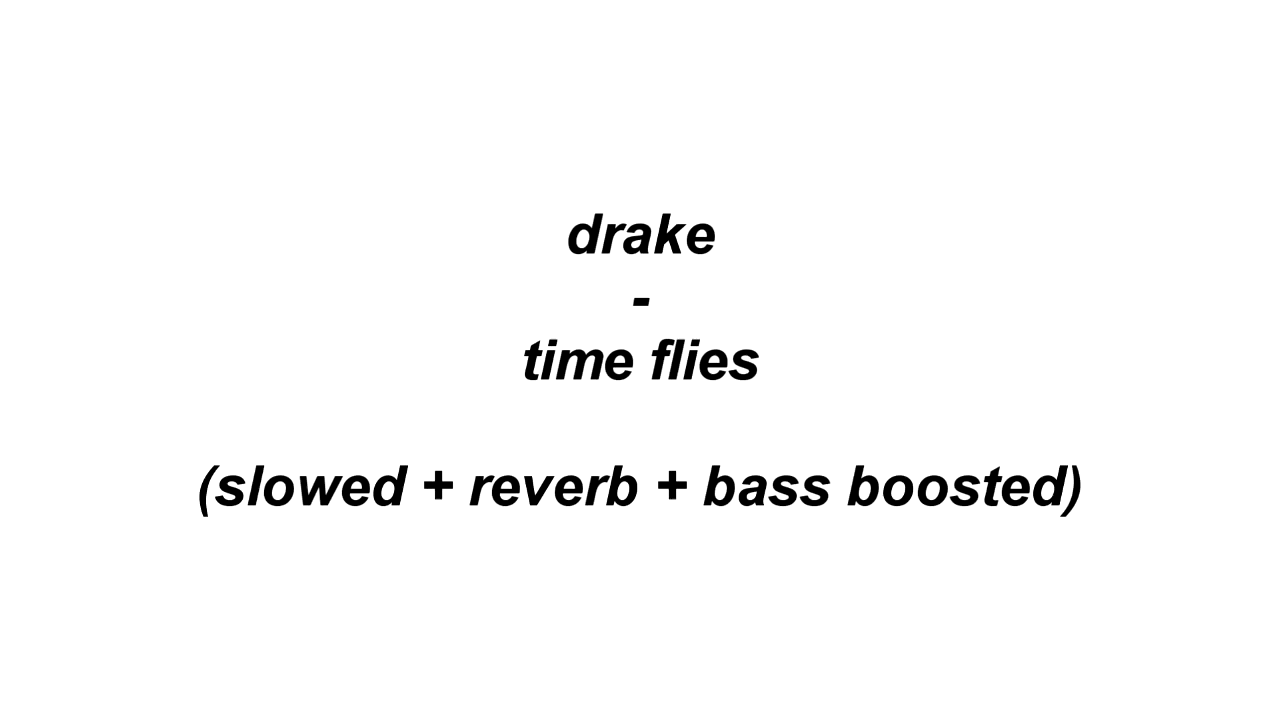 drake
-
time flies
(slowed + reverb + bass boosted)